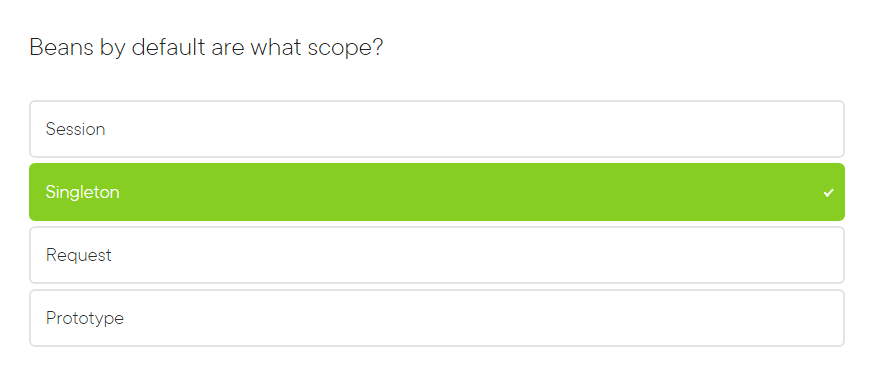 Beans by default are what scope?
Session
Singleton
Request
Prototype